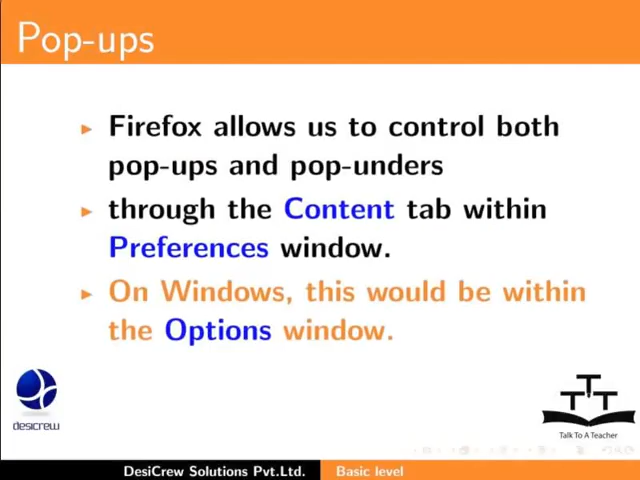 Pop-ups
Firefox allows us to control both
pop-ups and pop-unders
through the Content tab within
Preferences window.
On Windows, this would be within
the Options window.
desicrew
TTT
Talk To A Teacher
DesiCrew Solutions Pvt.Ltd. Basic level